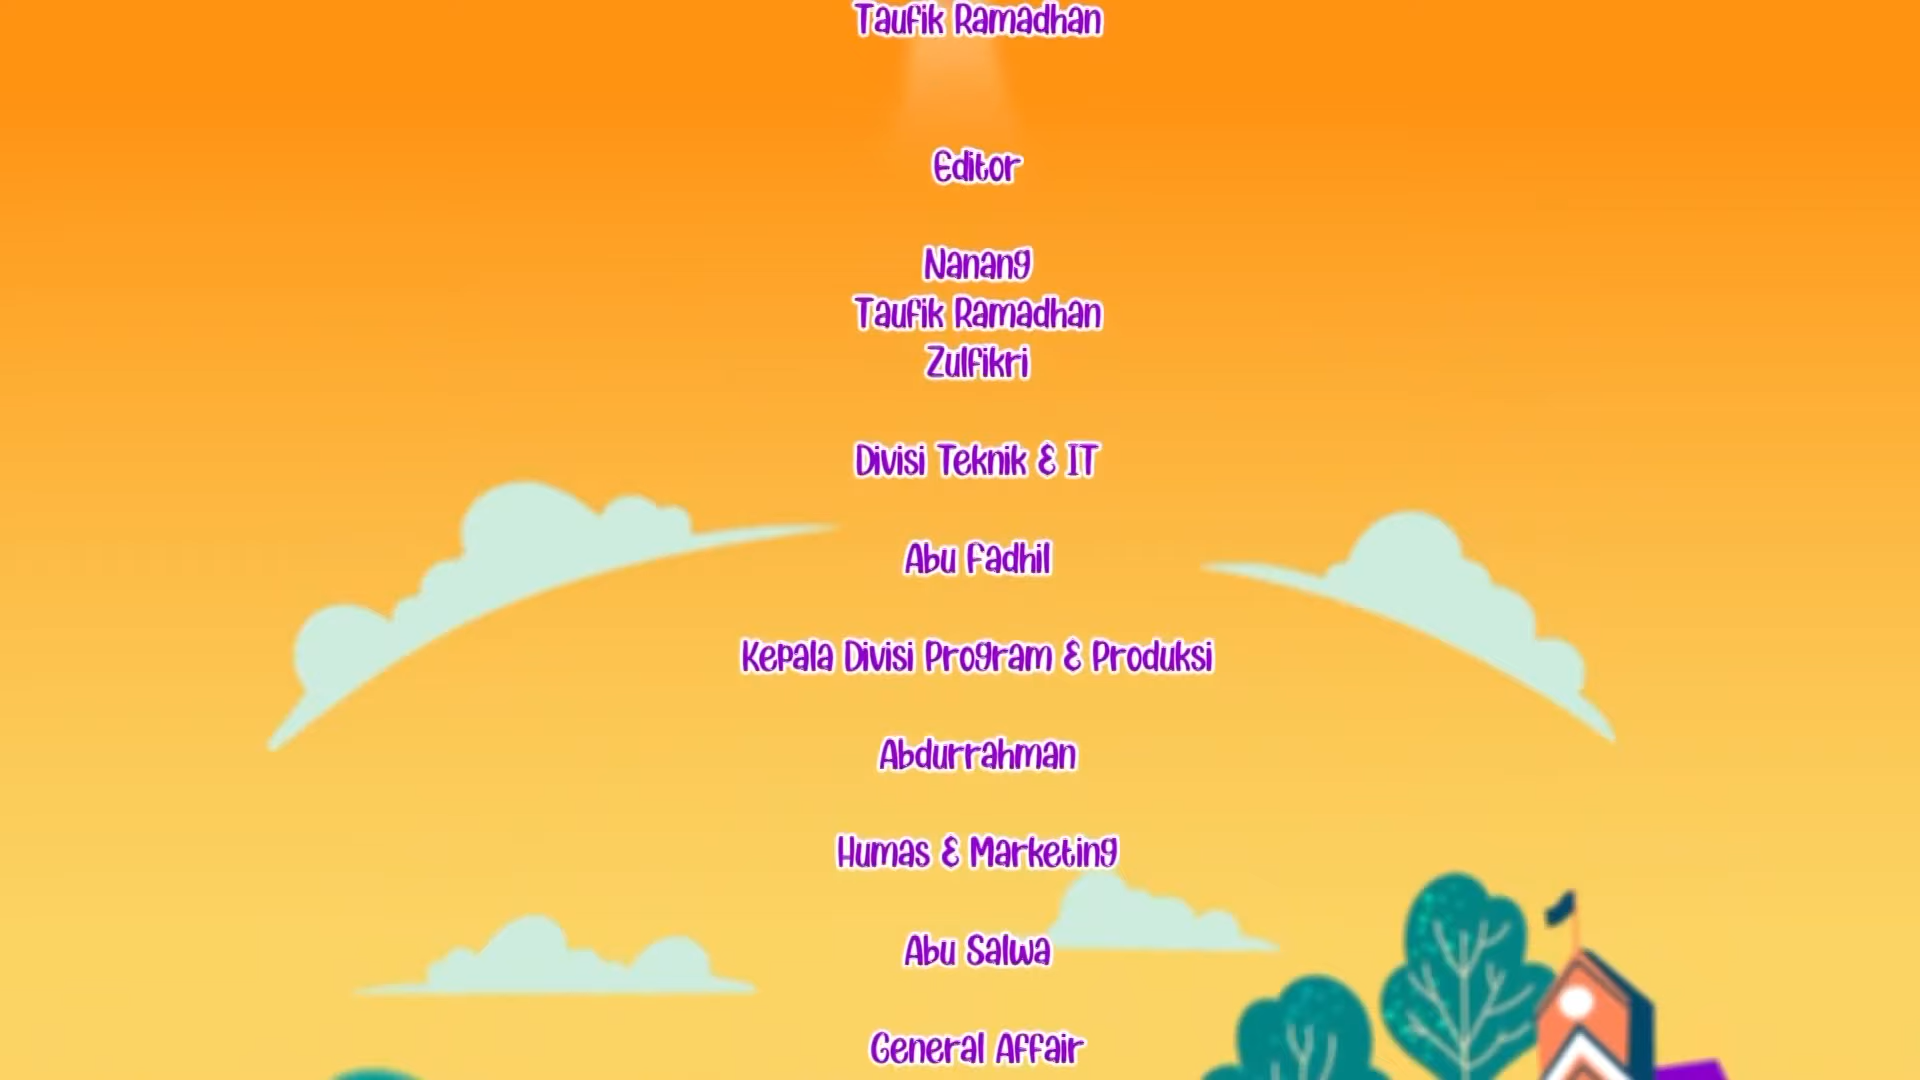 Taufik Ramadhan
Editor
Nanang
Taufik Ramadhan
Zulfikri
Divisi Teknik & IT
Abu Fadhil
Kepala Divisi Program & Produksi
Abdurrahman
Humas & Marketing
Abu Salwa
General Affair